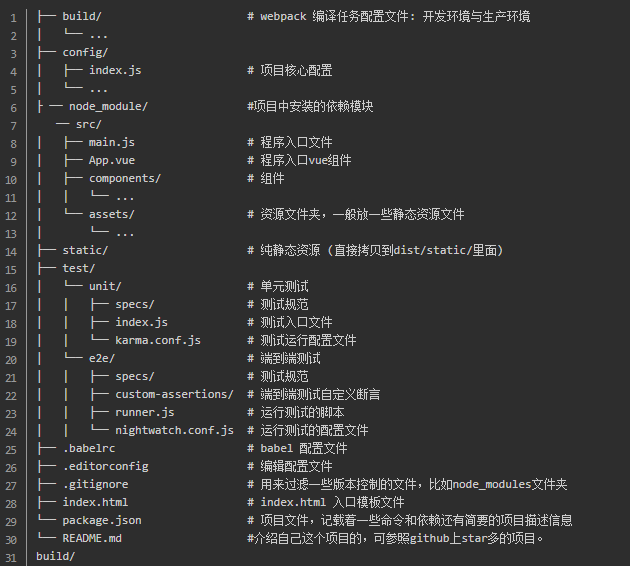 1 ├── build/ # webpack 编译任务配置文件: 开发环境与生产环境
2 │   └── ...
3 ├── config/
4 │   ├── index.js # 项目核心配置
5 │   └── ...
6 ├ ── node_module/ #项目中安装的依赖模块
7    ── src/
8 │   ├── main.js # 程序入口文件
9 │   ├── App.vue # 程序入口vue组件
10 │   ├── components/ # 组件
11 │   │   └── ...
12 │   └── assets/ # 资源文件夹，一般放一些静态资源文件
13 │       └── ...
14 ├── static/ # 纯静态资源 (直接拷贝到dist/static/里面)
15 ├── test/
16 │   └── unit/ # 单元测试
17 │   │   ├── specs/ # 测试规范
18 │   │   ├── index.js # 测试入口文件
19 │   │   └── karma.conf.js # 测试运行配置文件
20 │   └── e2e/ # 端到端测试
21 │   │   ├── specs/ # 测试规范
22 │   │   ├── custom-assertions/ # 端到端测试自定义断言
23 │   │   ├── runner.js # 运行测试的脚本
24 │   │   └── nightwatch.conf.js # 运行测试的配置文件
25 ├── .babelrc # babel 配置文件
26 ├── .editorconfig # 编辑配置文件
27 ├── .gitignore # 用来过滤一些版本控制的文件，比如node_modules文件夹
28 ├── index.html # index.html 入口模板文件
29 └── package.json # 项目文件，记载着一些命令和依赖还有简要的项目描述信息
30 └── README.md #介绍自己这个项目的，可参照github上star多的项目。
31 build/